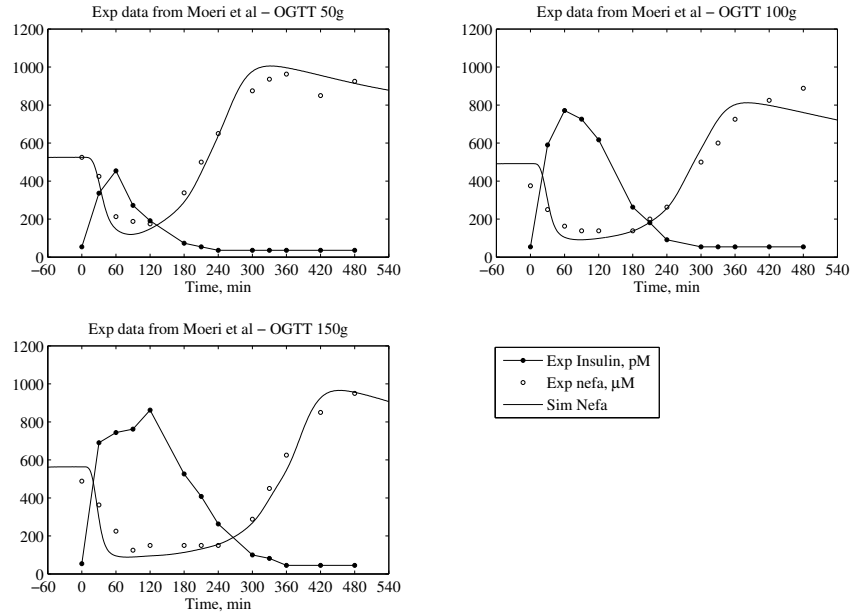 Exp data from Moeri et al − OGTT 50g
1200
1000
800
600
400
200
0
−60 0 60 120 180 240 300 360 420 480 540
Time, min
Exp data from Moeri et al − OGTT 100g
1200
1000
800
600
400
200
0
−60 0 60 120 180 240 300 360 420 480 540
Time, min
Exp data from Moeri et al − OGTT 150g
1200
1000
800
600
400
200
0
−60 0 60 120 180 240 300 360 420 480 540
Time, min
Exp Insulin, pM
Exp nefa, μM
Sim Nefa